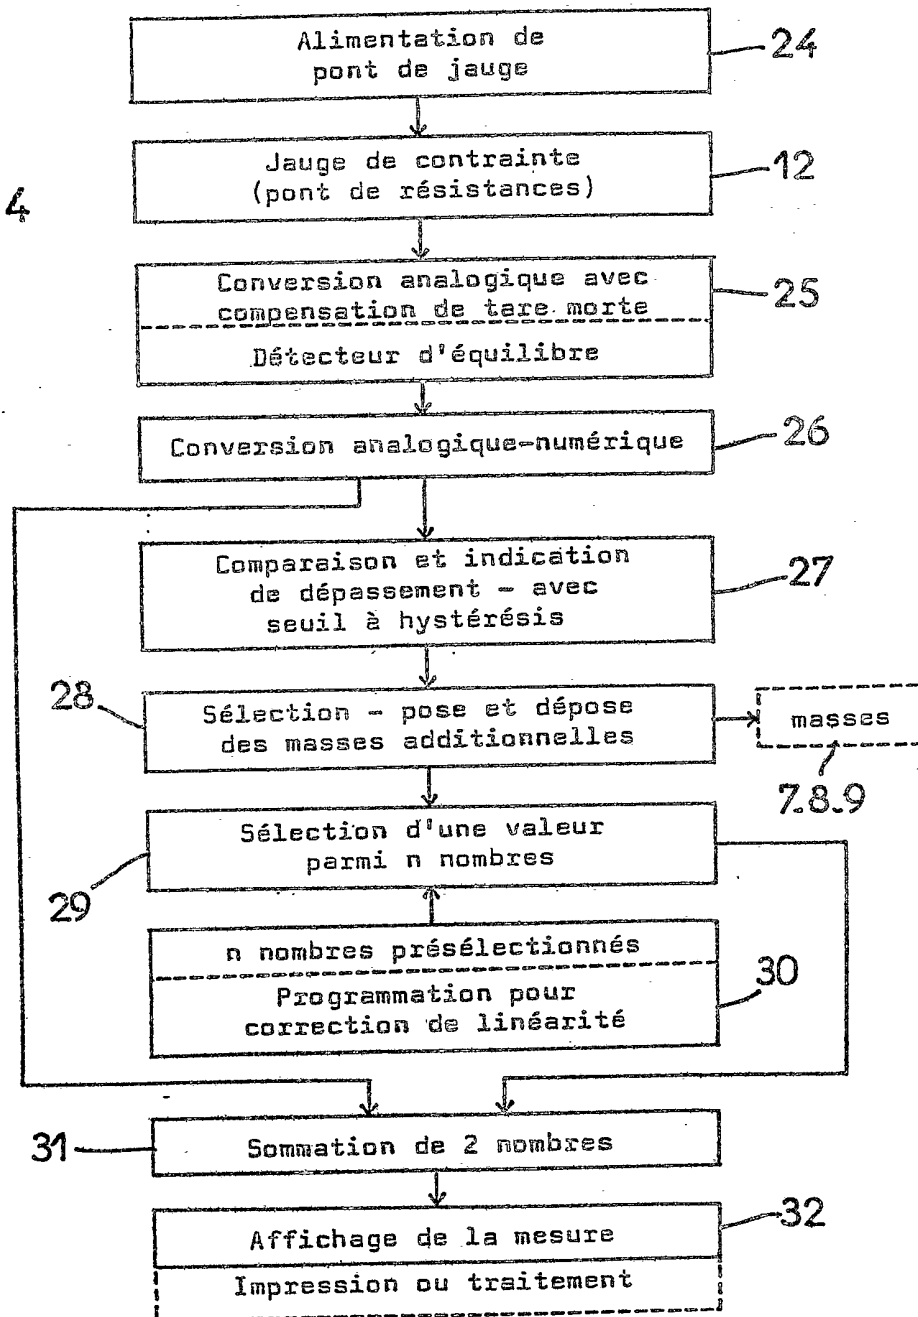 Alimentation de
pont de jauge
24
Jauge de contrainte
(pont de résistances)
12
4
Conversion analogique avec
compensation de tare morte
25
Détecteur d'équilibre
Conversion analogique-numérique
26
Comparaison et indication
de dépassement - avec
seuil à hystérésis
27
28
Sélection - pose et dépose
des masses additionnelles
masses
7.8.9
Sélection d'une valeur
parmi n nombres
29
n nombres présélectionnés
Programmation pour
correction de linéarité
30
31
Sommation de 2 nombres
Affichage de la mesure
32
Impression ou traitement